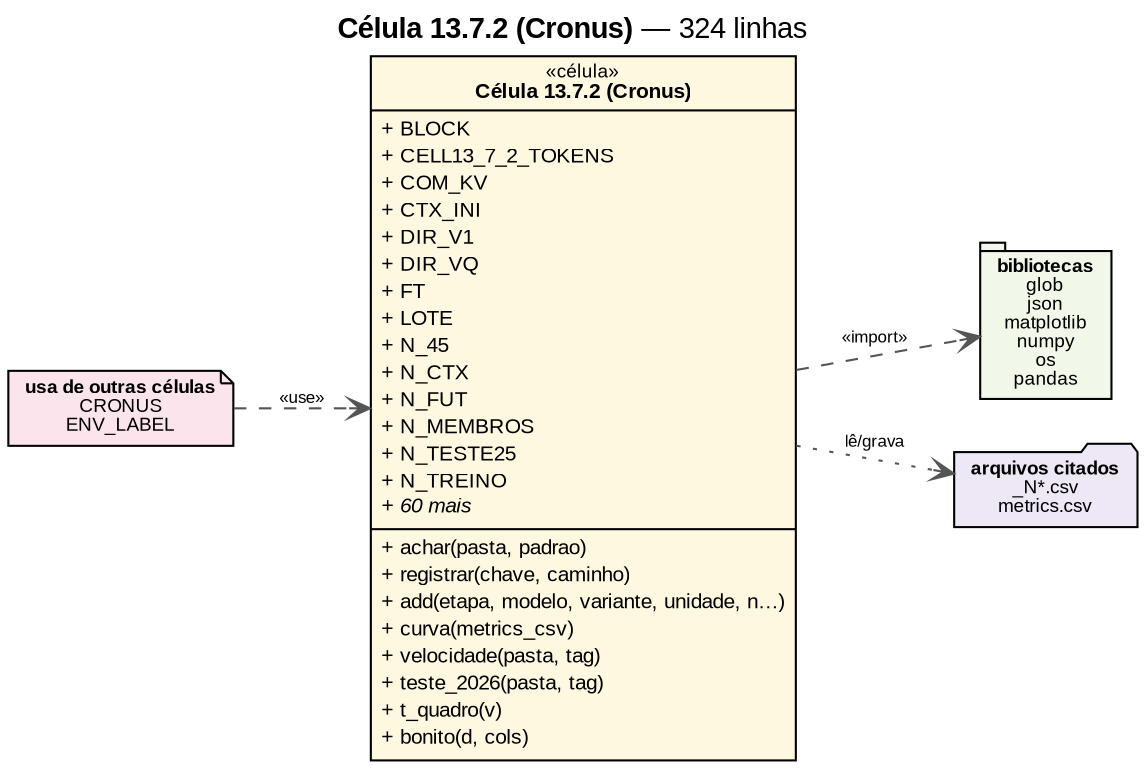 Célula 13.7.2 (Cronus) — 324 linhas
«célula»
Célula 13.7.2 (Cronus)
+ BLOCK
+ CELL13_7_2_TOKENS
+ COM_KV
+ CTX_INI
+ DIR_V1
+ DIR_VQ
+ FT
+ LOTE
+ N_45
+ N_CTX
+ N_FUT
+ N_MEMBROS
+ N_TESTE25
+ N_TREINO
+ 60 mais
+ achar(pasta, padrao)
+ registrar(chave, caminho)
+ add(etapa, modelo, variante, unidade, n…)
+ curva(metrics_csv)
+ velocidade(pasta, tag)
+ teste_2026(pasta, tag)
+ t_quadro(v)
+ bonito(d, cols)
usa de outras células
CRONUS
ENV_LABEL
«use»
«import»
bibliotecas
glob
json
matplotlib
numpy
os
pandas
lê/grava
arquivos citados
_N*.csv
metrics.csv